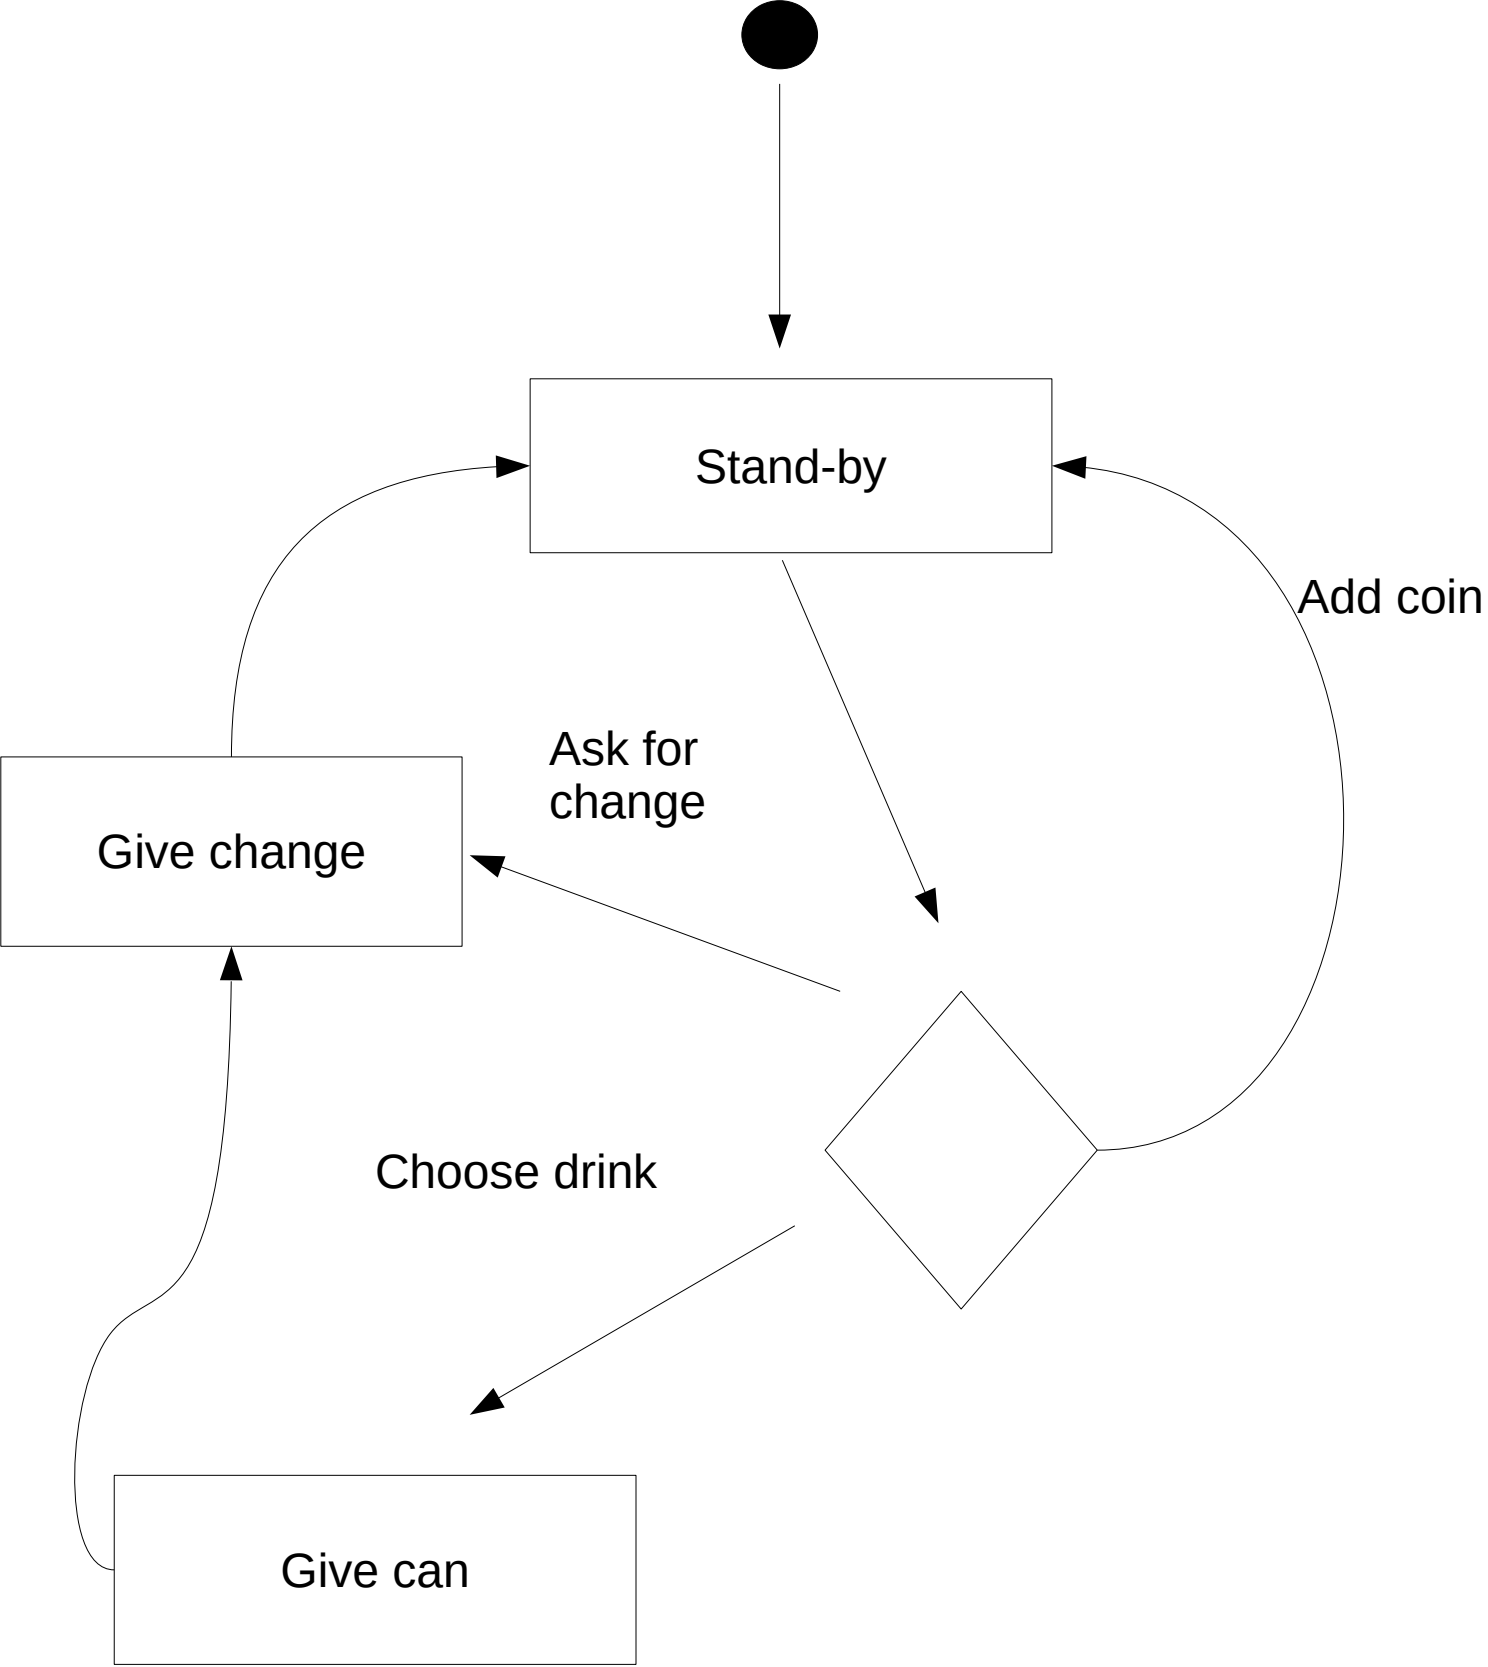 Stand-by
Add coin
Ask for
change
Give change
Choose drink
Give can